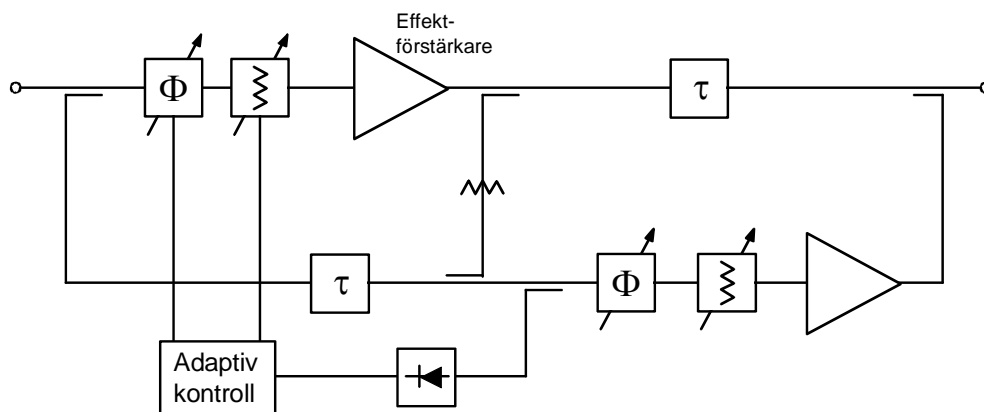 Effekt-
förstärkare
Φ
τ
τ
Φ
Adaptiv
kontroll